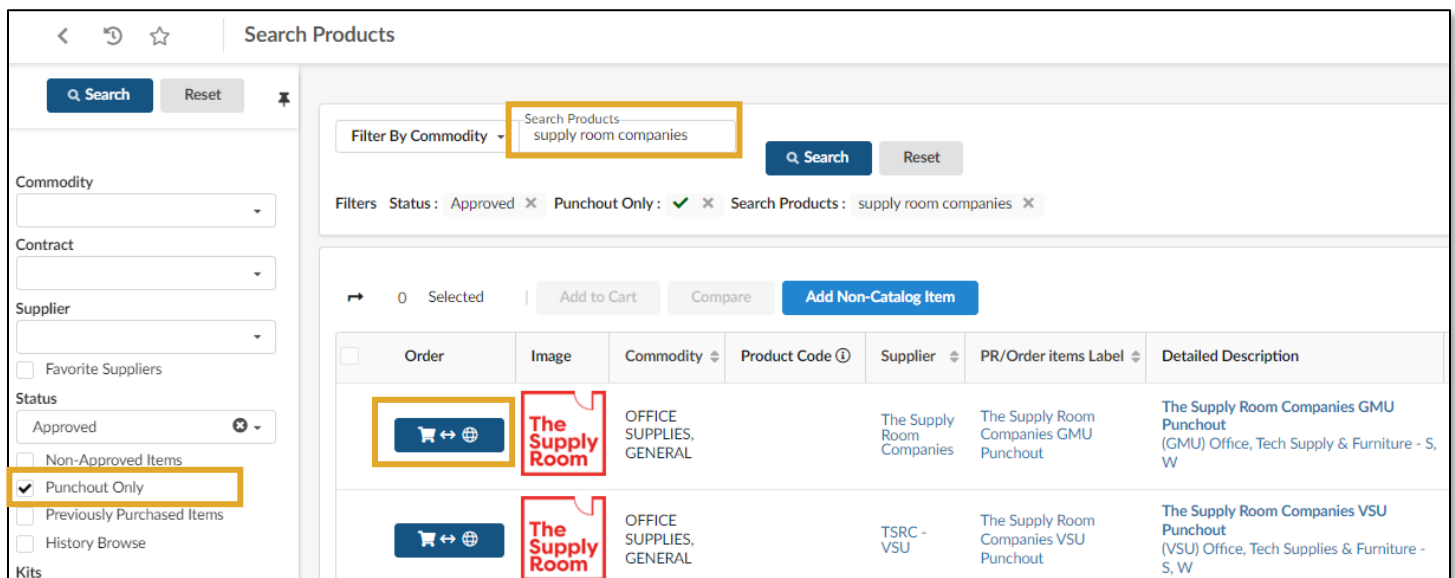 Search Products
Search
Reset
Commodity
Contract
Supplier
Favorite Suppliers
Status
Approved
Non-Approved Items
Punchout Only
Previously Purchased Items
History Browse
Kits
Filter By Commodity
Search Products
supply room companies
Search
Reset
Filters Status : Approved Punchout Only : Search Products : supply room companies
0 Selected
Add to Cart
Compare
Add Non-Catalog Item
Order
Image
Commodity
Product Code
Supplier
PR/Order items Label
Detailed Description
The
Supply
Room
OFFICE
SUPPLIES,
GENERAL
The Supply
Room
Companies
The Supply Room
Companies GMU
Punchout
The Supply Room Companies GMU
Punchout
(GMU) Office, Tech Supply & Furniture - S,
W
The
Supply
Room
OFFICE
SUPPLIES,
GENERAL
TSRC -
VSU
The Supply Room
Companies VSU
Punchout
The Supply Room Companies VSU
Punchout
(VSU) Office, Tech Supplies & Furniture -
S, W